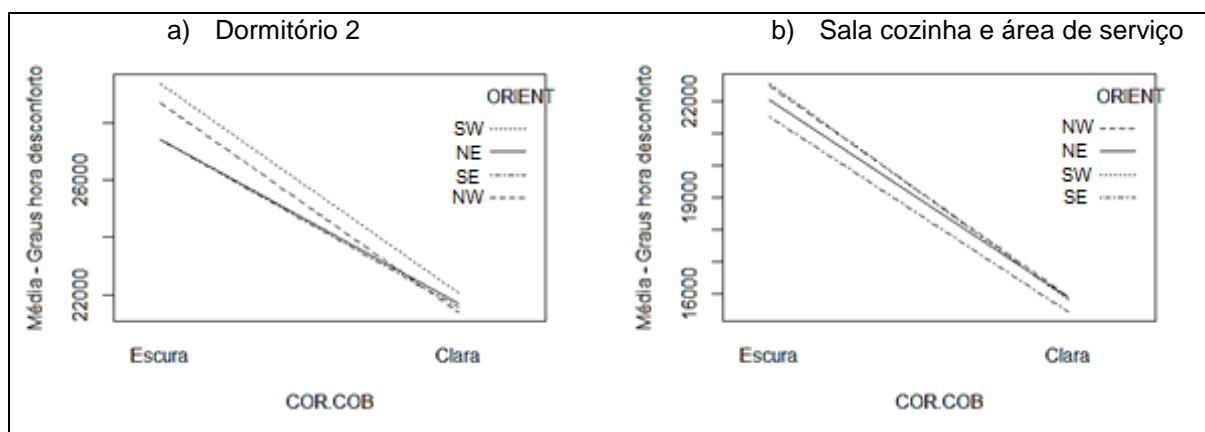 a) Dormitório 2
Média - Graus hora desconforto
26000
22000
ORIENT
SW
NE
SE
NW
Escura
Clara
COR.COB
b) Sala cozinha e área de serviço
Média - Graus hora desconforto
22000
19000
16000
ORIENT
NW
NE
SW
SE
Escura
Clara
COR.COB